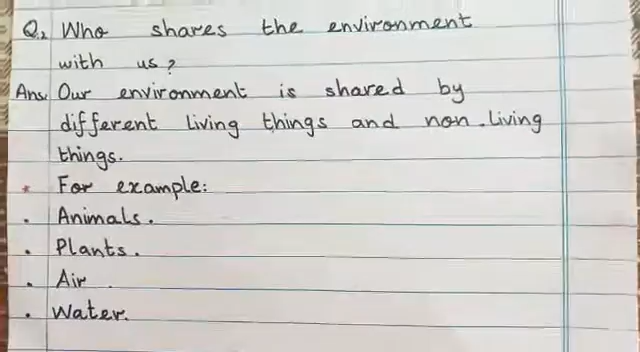 Q.2 Who shares the environment
with us?
Ans Our environment is shared by
different living things and non-living
things.
* For example:
• Animals.
• Plants.
• Air
• Water.